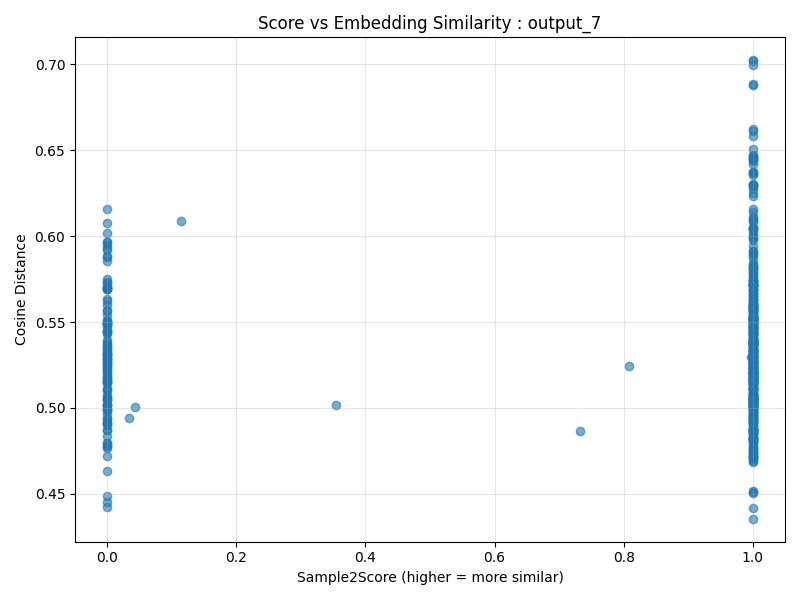 Score vs Embedding Similarity : output_7
Cosine Distance
0.70
0.65
0.60
0.55
0.50
0.45
0.0 0.2 0.4 0.6 0.8 1.0
Sample2Score (higher = more similar)